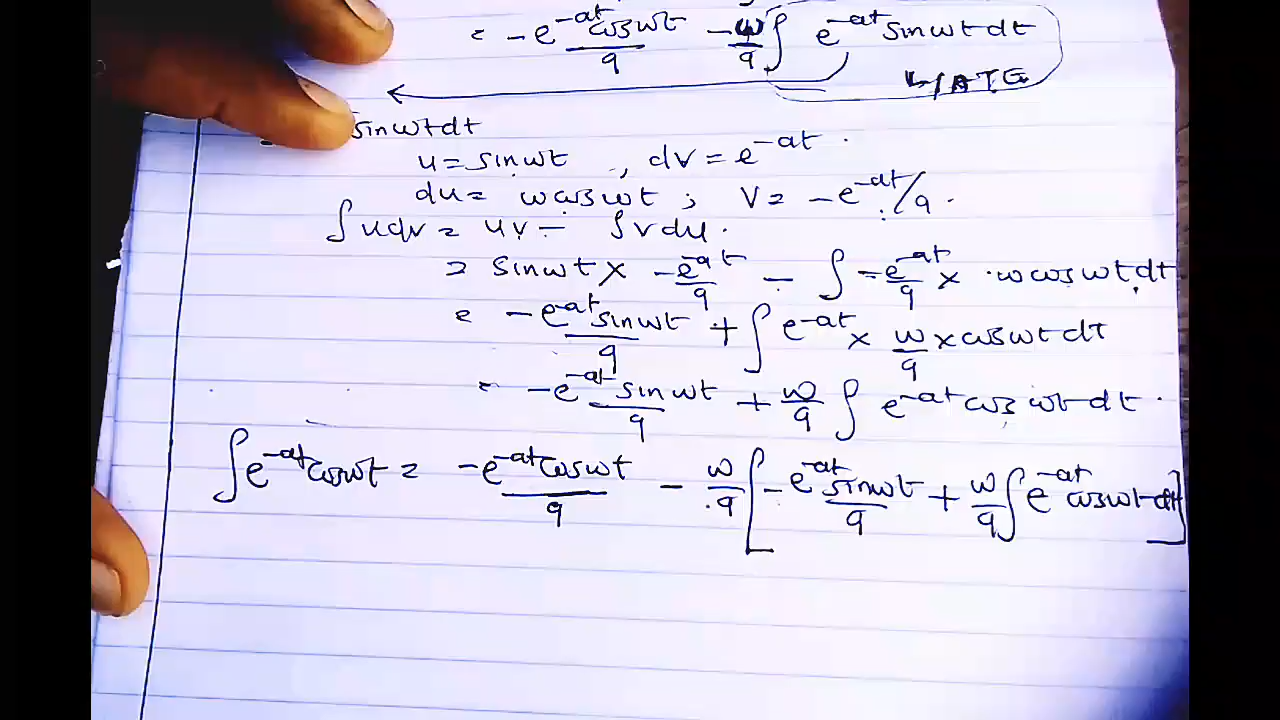 = -e^-at cos ωt / a - ω/a ∫ e^-at sin ωt dt
LIATE
sin ωt dt
u = sin ωt , dv = e^-at .
du = ω cos ωt ; v = -e^-at/a .
∫ u dv = uv - ∫ v du .
= sin ωt × -e^-at/a - ∫ -e^-at/a × ω cos ωt dt
= -e^-at sin ωt / a + ∫ e^-at × ω/a × cos ωt dt
= -e^-at sin ωt / a + ω/a ∫ e^-at cos ωt dt .
∫ e^-at cos ωt = -e^-at cos ωt / a - ω/a [ -e^-at sin ωt / a + ω/a ∫ e^-at cos ωt dt ]